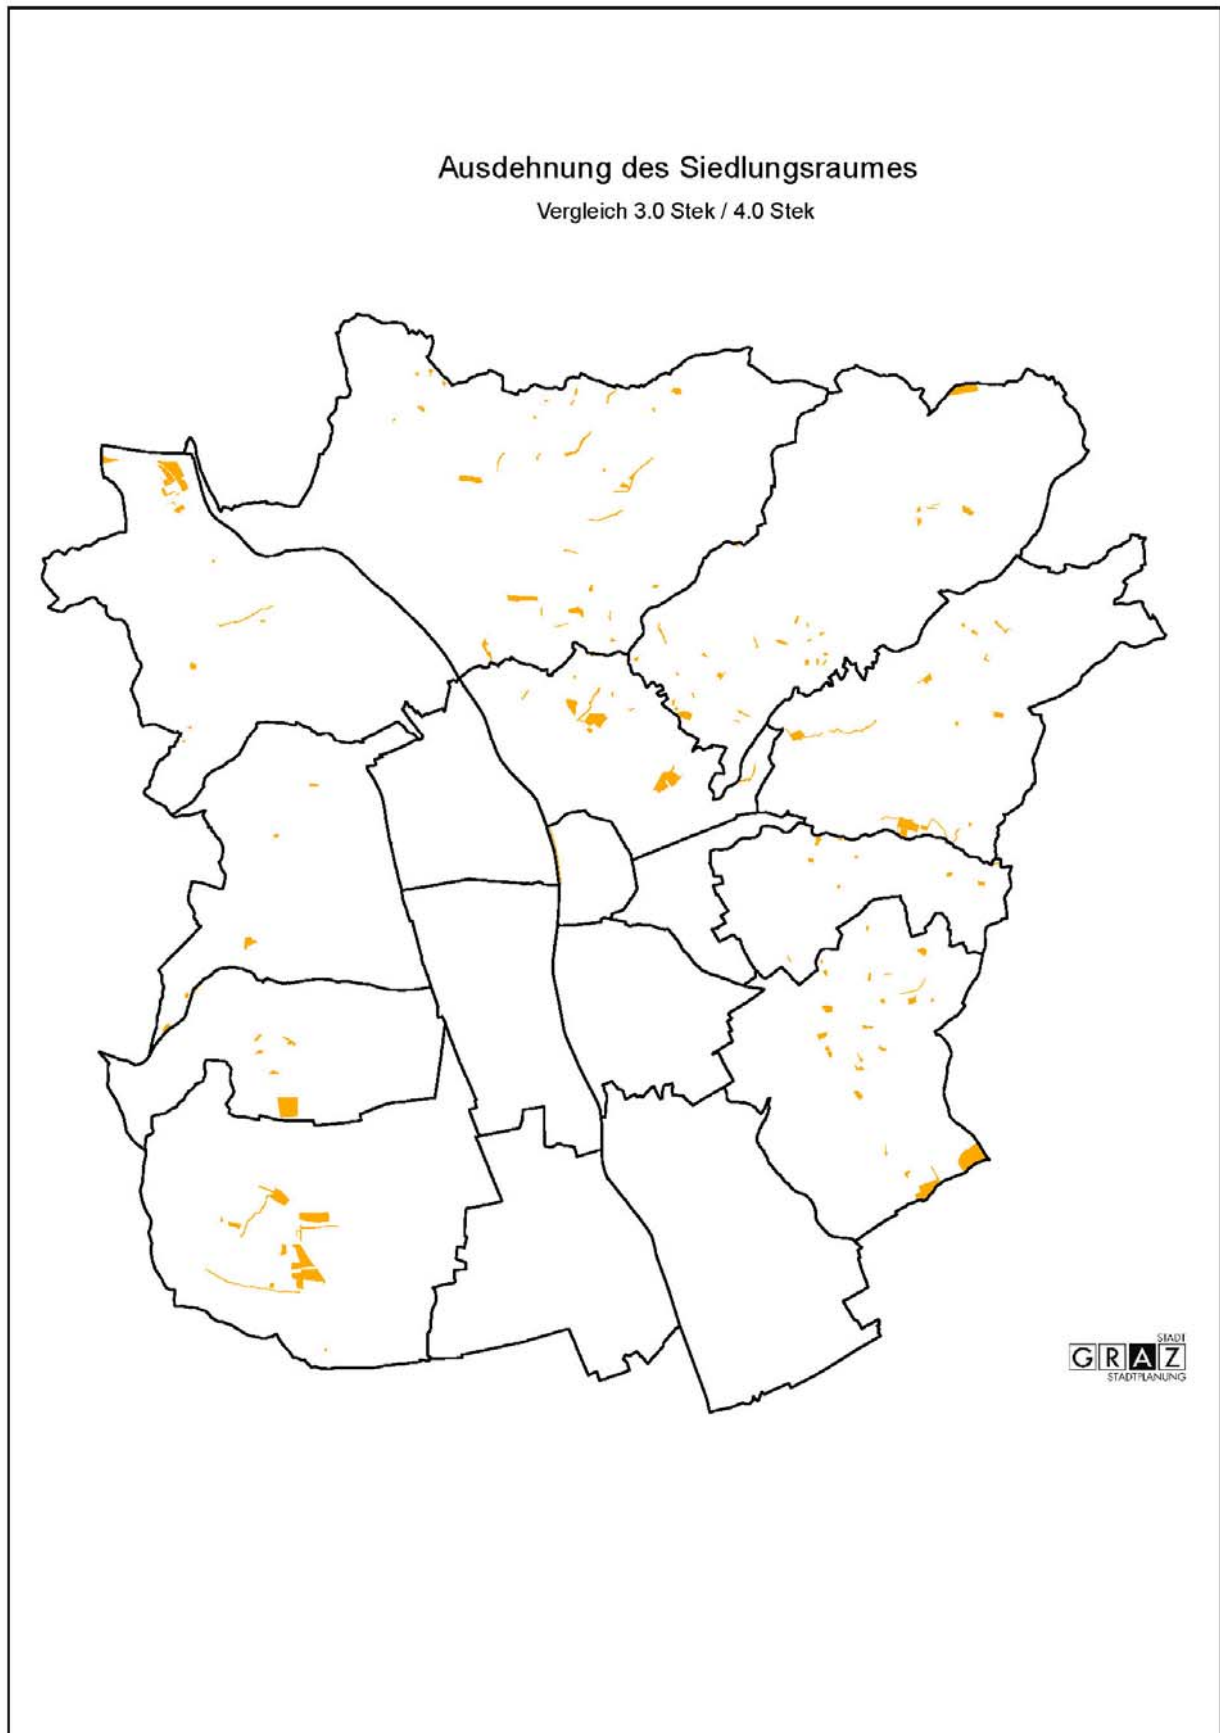 Ausdehnung des Siedlungsraumes
Vergleich 3.0 Stek / 4.0 Stek
STADT
GRAZ
STADTPLANUNG